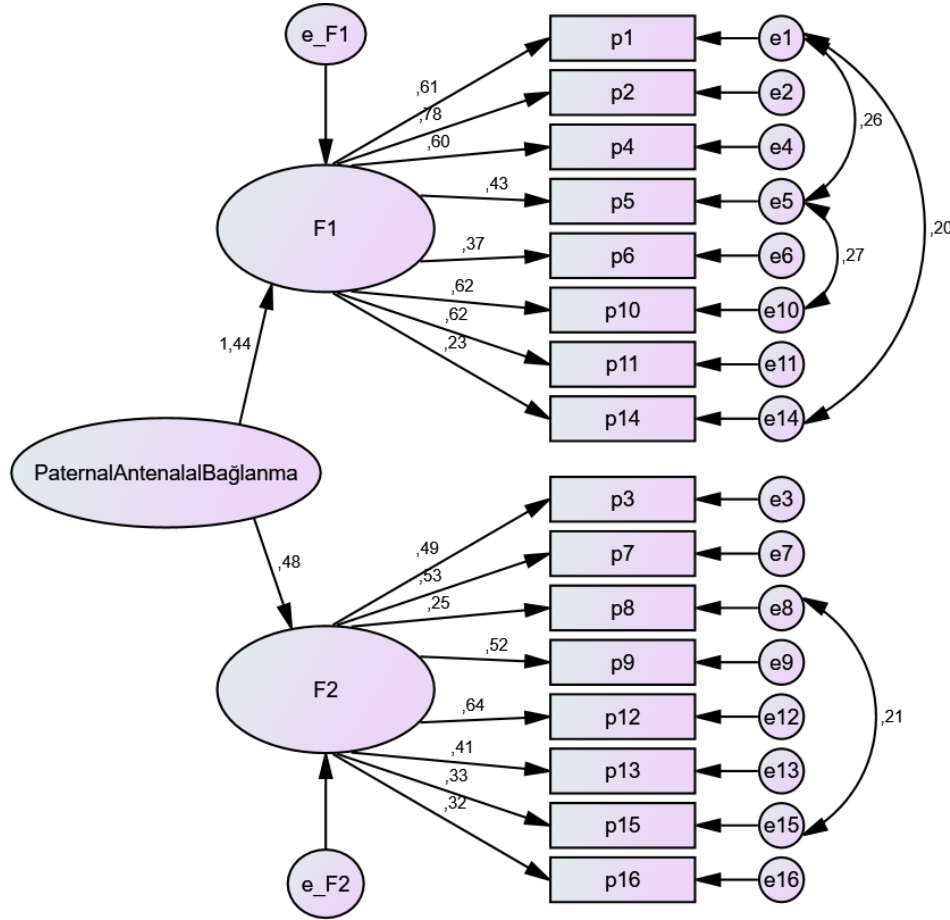 e_F1
p1
e1
,61
p2
e2
,78
,26
p4
e4
,60
p5
e5
,43
F1
,20
p6
e6
,37
,27
p10
e10
,62
p11
e11
,62
p14
e14
,23
1,44
PaternalAntenalalBağlanma
,48
p3
e3
,49
p7
e7
,53
p8
e8
,25
p9
e9
,52
F2
p12
e12
,64
,21
p13
e13
,41
p15
e15
,33
p16
e16
,32
e_F2